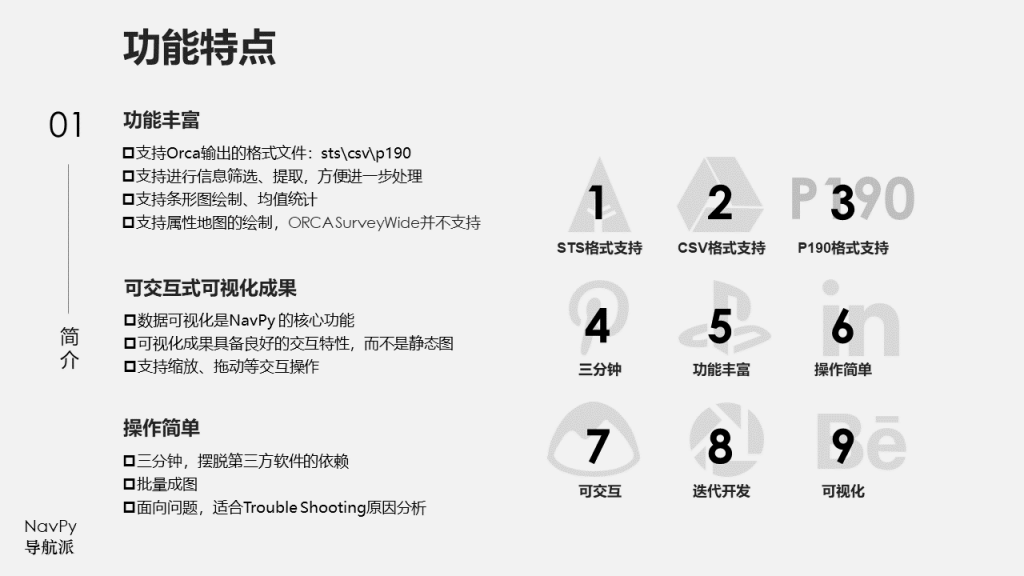 功能特点
01
简
介
功能丰富
支持Orca输出的格式文件：sts\csv\p190
支持进行信息筛选、提取，方便进一步处理
支持条形图绘制、均值统计
支持属性地图的绘制，ORCASurveyWide并不支持
可交互式可视化成果
数据可视化是NavPy 的核心功能
可视化成果具备良好的交互特性，而不是静态图
支持缩放、拖动等交互操作
操作简单
三分钟，摆脱第三方软件的依赖
批量成图
面向问题，适合Trouble Shooting原因分析
1
2
P190
3
STS格式支持
CSV格式支持
P190格式支持
4
5
in
6
三分钟
功能丰富
操作简单
7
8
Bē
9
可交互
迭代开发
可视化
NavPy
导航派